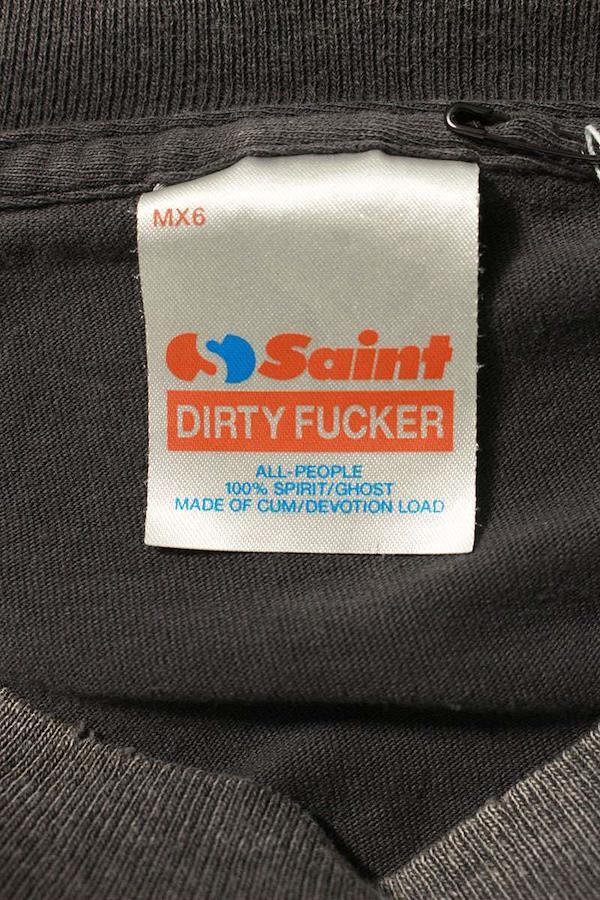 MX6
Saint
DIRTY FUCKER
ALL-PEOPLE
100% SPIRIT/GHOST
MADE OF CUM/DEVOTION LOAD